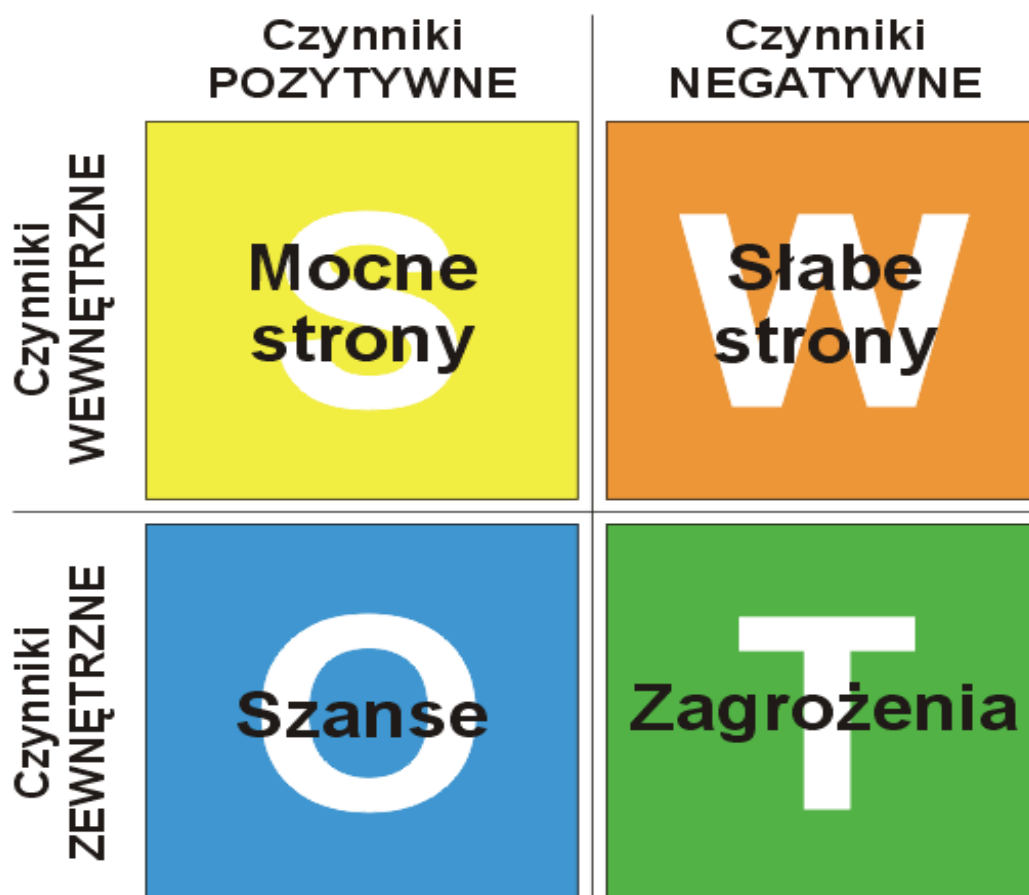 Czynniki
POZYTYWNE
Czynniki
NEGATYWNE
Czynniki
WEWNĘTRZNE
S
Mocne
strony
W
Słabe
strony
Czynniki
ZEWNĘTRZNE
O
Szanse
T
Zagrożenia